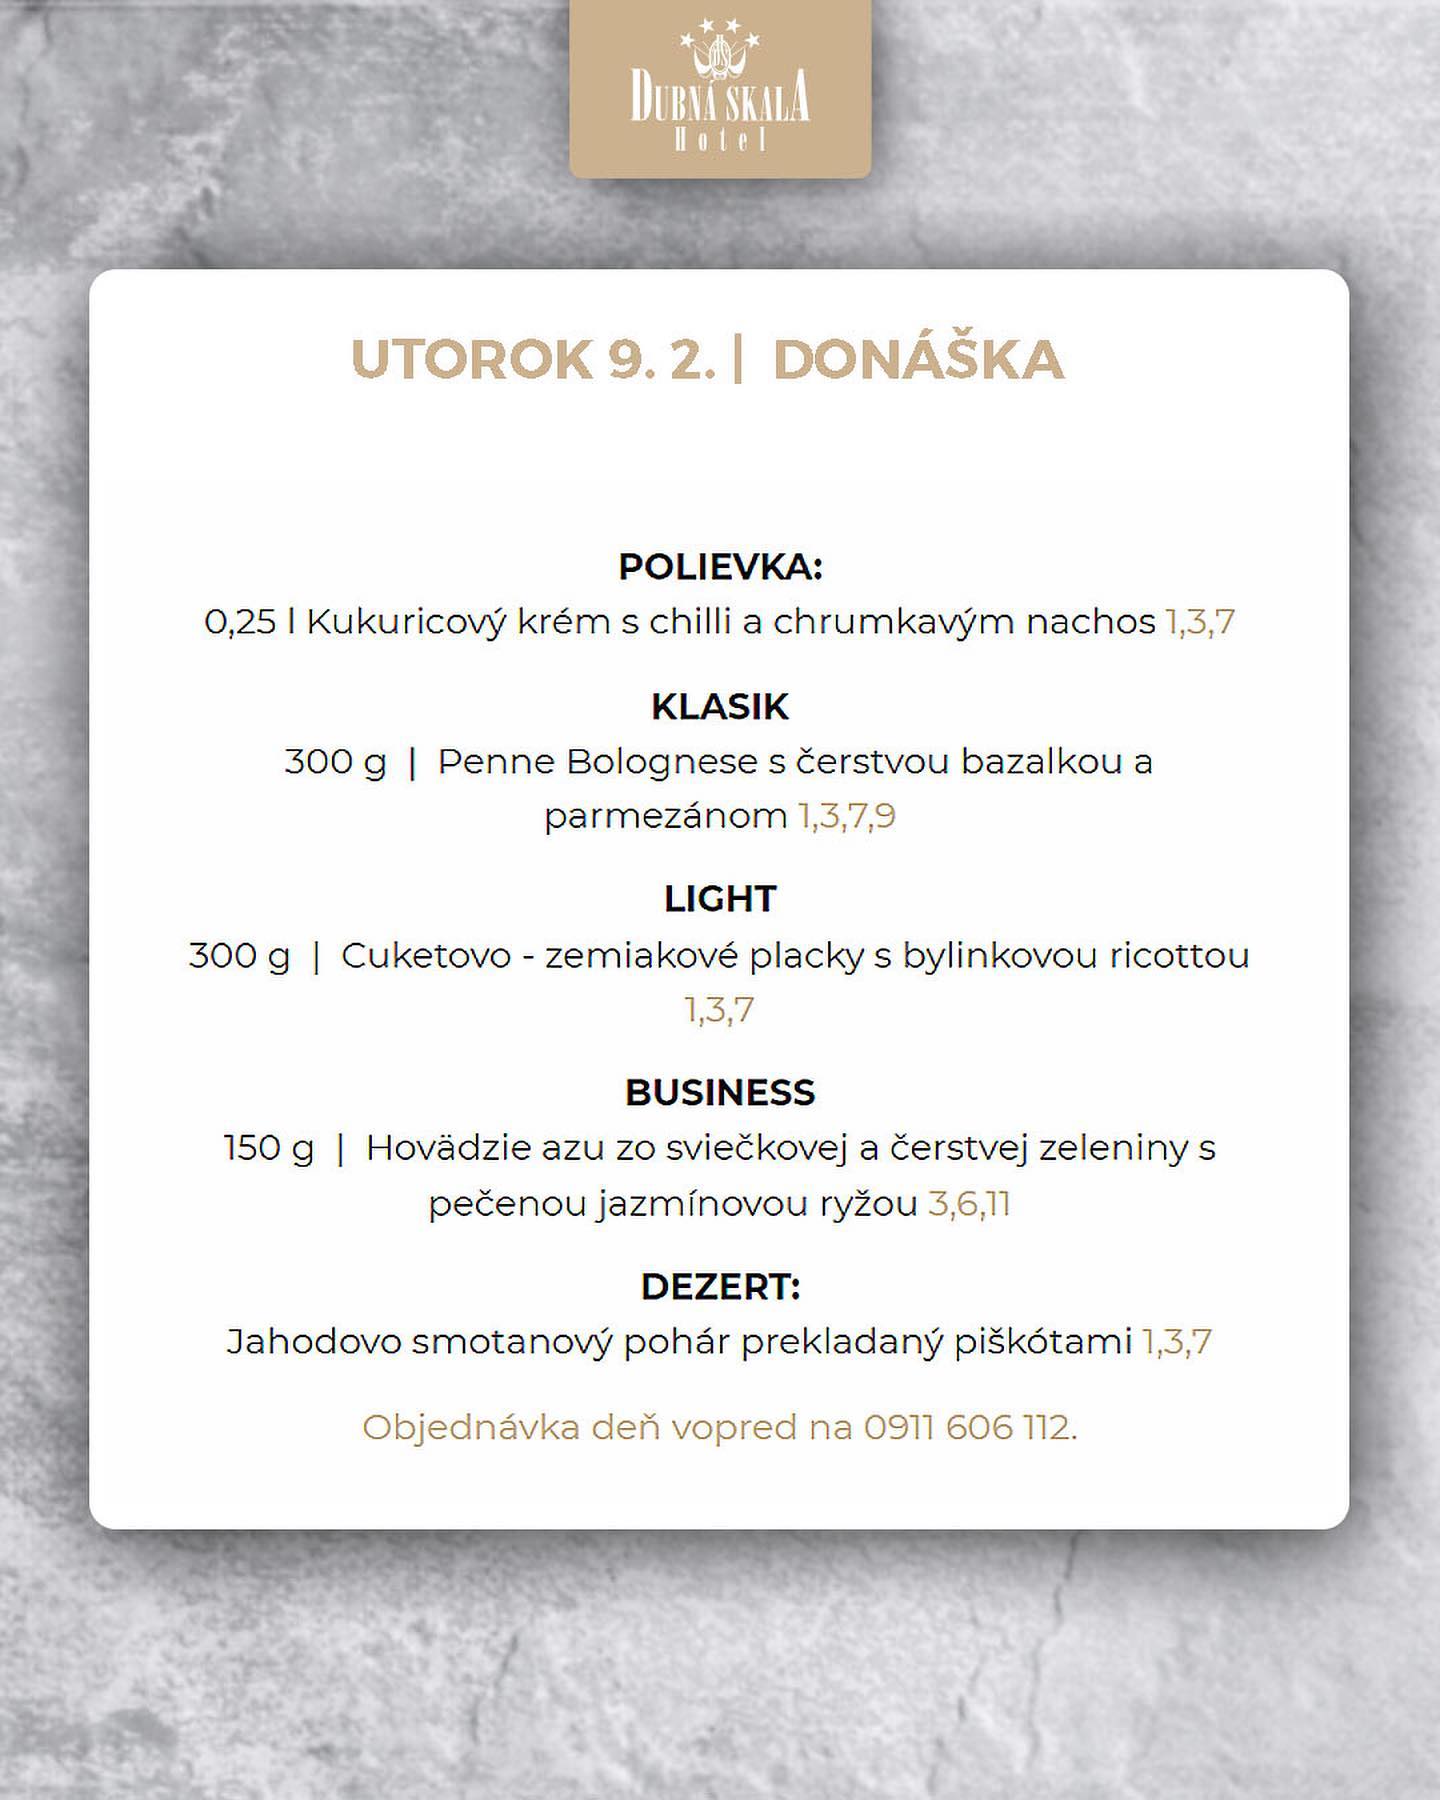 DUBNÁ SKALA
Hotel
UTOROK 9. 2. | DONÁŠKA
POLIEVKA:
0,25 l Kukuricový krém s chilli a chrumkavým nachos 1,3,7
KLASIK
300 g | Penne Bolognese s čerstvou bazalkou a
parmezánom 1,3,7,9
LIGHT
300 g | Cuketovo - zemiakové placky s bylinkovou ricottou
1,3,7
BUSINESS
150 g | Hovädzie azu zo sviečkovej a čerstvej zeleniny s
pečenou jazmínovou ryžou 3,6,11
DEZERT:
Jahodovo smotanový pohár prekladaný piškótami 1,3,7
Objednávka deň vopred na 0911 606 112.